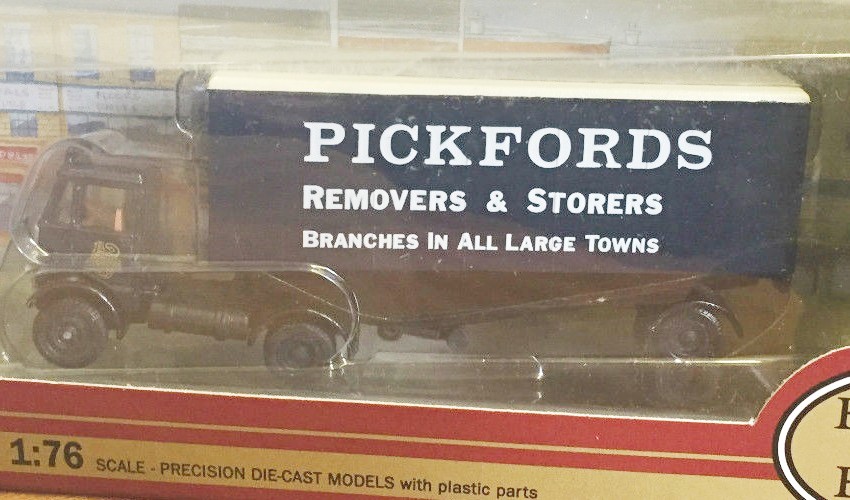 PICKFORDS
REMOVERS & STORERS
BRANCHES IN ALL LARGE TOWNS
1:76 SCALE - PRECISION DIE-CAST MODELS with plastic parts